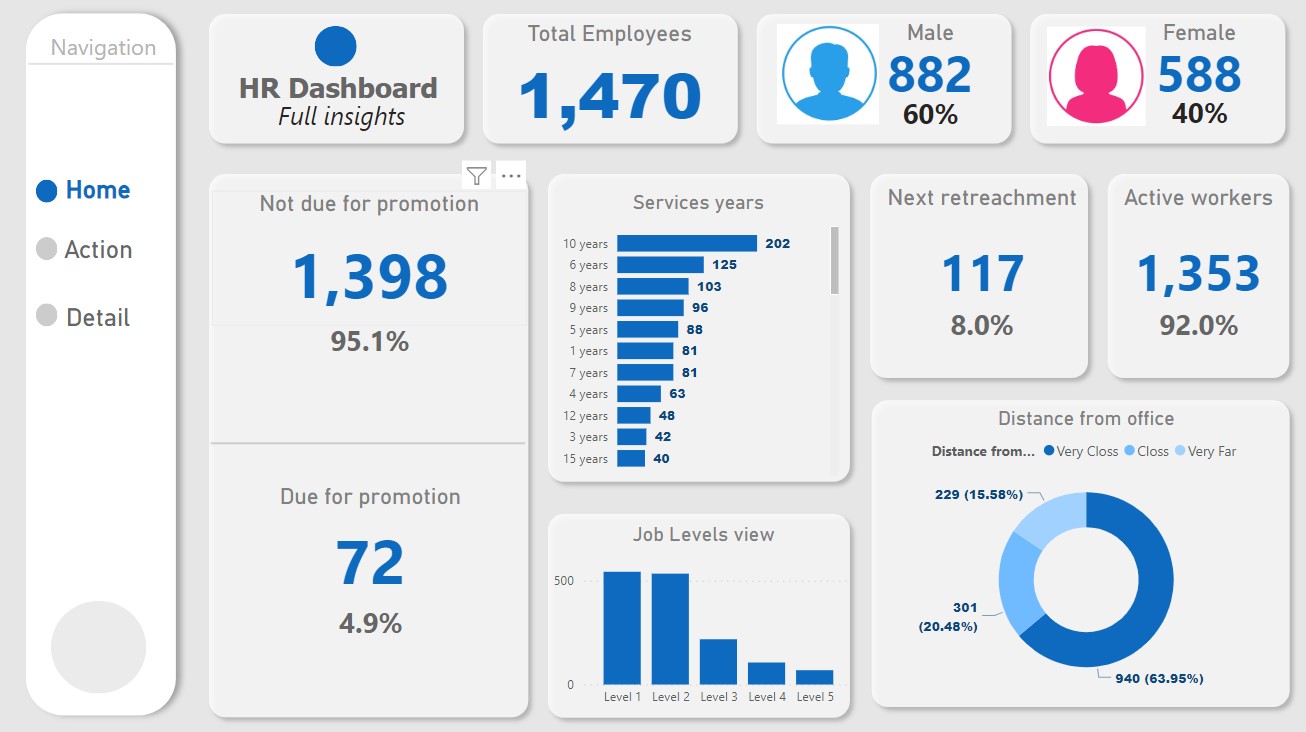 Navigation
Home
Action
Detail
HR Dashboard
Full insights
Total Employees
1,470
Male
882
60%
Female
588
40%
Not due for promotion
1,398
95.1%
Due for promotion
72
4.9%
Services years
10 years 202
6 years 125
8 years 103
9 years 96
5 years 88
1 years 81
7 years 81
4 years 63
12 years 48
3 years 42
15 years 40
Job Levels view
500
0
Level 1 Level 2 Level 3 Level 4 Level 5
Next retreachment
117
8.0%
Active workers
1,353
92.0%
Distance from office
Distance from... Very Closs Closs Very Far
229 (15.58%)
301
(20.48%)
940 (63.95%)